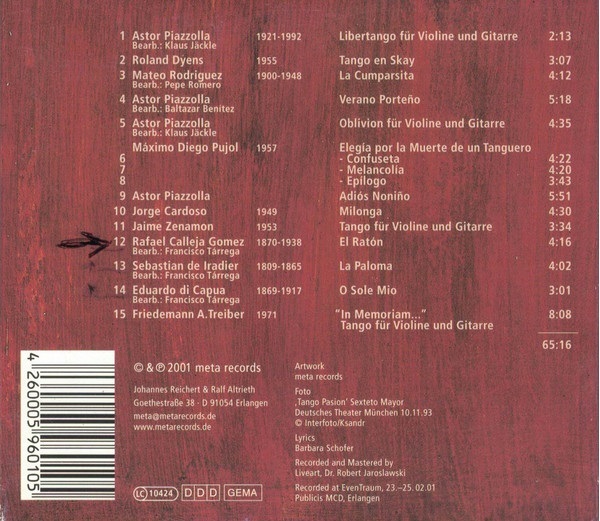 1 Astor Piazzolla 1921-1992 Libertango für Violine und Gitarre 2:13
Bearb.: Klaus Jäckle
2 Roland Dyens 1955 Tango en Skay 3:07
3 Mateo Rodriguez 1900-1948 La Cumparsita 4:12
Bearb.: Pepe Romero
4 Astor Piazzolla Verano Porteño 5:18
Bearb.: Baltazar Benítez
5 Astor Piazzolla Oblivion für Violine und Gitarre 4:35
Bearb.: Klaus Jäckle
Máximo Diego Pujol 1957 Elegia por la Muerte de un Tanguero
6 - Confuseta 4:22
7 - Melancolía 4:20
8 - Epílogo 3:43
9 Astor Piazzolla Adiós Noniño 5:51
10 Jorge Cardoso 1949 Milonga 4:30
11 Jaime Zenamon 1953 Tango für Violine und Gitarre 3:34
12 Rafael Calleja Gomez 1870-1938 El Ratón 4:16
Bearb.: Francisco Tárrega
13 Sebastian de Iradier 1809-1865 La Paloma 4:02
Bearb.: Francisco Tárrega
14 Eduardo di Capua 1869-1917 O Sole Mio 3:01
Bearb.: Francisco Tárrega
15 Friedemann A.Treiber 1971 "In Memoriam..." 8:08
Tango für Violine und Gitarre
65:16
4 260005 960105
© & ℗ 2001 meta records
Johannes Reichert & Ralf Altrieth
Goethestraße 38 - D 91054 Erlangen
meta@metarecords.de
www.metarecords.de
LC 10424 D D D GEMA
Artwork
meta records
Foto
‚Tango Pasion' Sexteto Mayor
Deutsches Theater München 10.11.93
© Interfoto/Ksandr
Lyrics
Barbara Schofer
Recorded and Mastered by
Liveart, Dr. Robert Jaroslawski
Recorded at EvenTraum, 23.–25.02.01
Publicis MCD, Erlangen